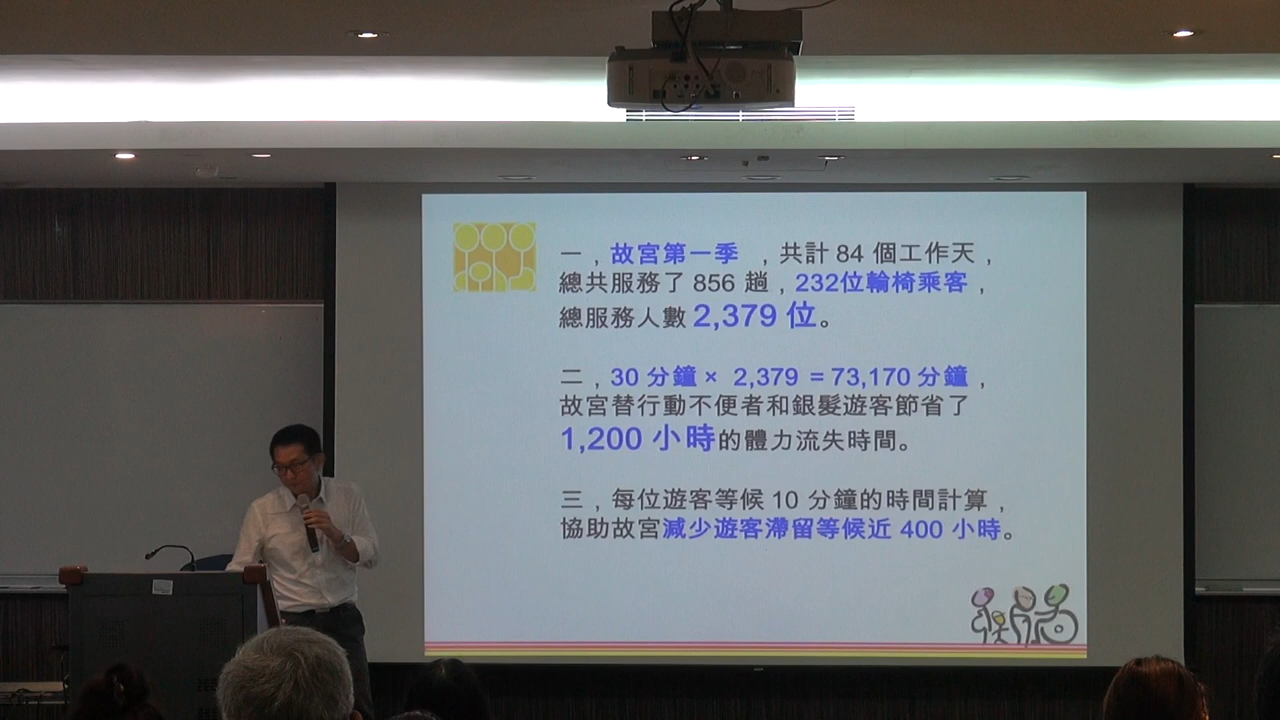 一，故宮第一季 ，共計 84 個工作天，
總共服務了 856 趟，232位輪椅乘客，
總服務人數 2,379 位。
二，30 分鐘 × 2,379 = 73,170 分鐘，
故宮替行動不便者和銀髮遊客節省了
1,200 小時的體力流失時間。
三，每位遊客等候 10 分鐘的時間計算，
協助故宮減少遊客滯留等候近 400 小時。